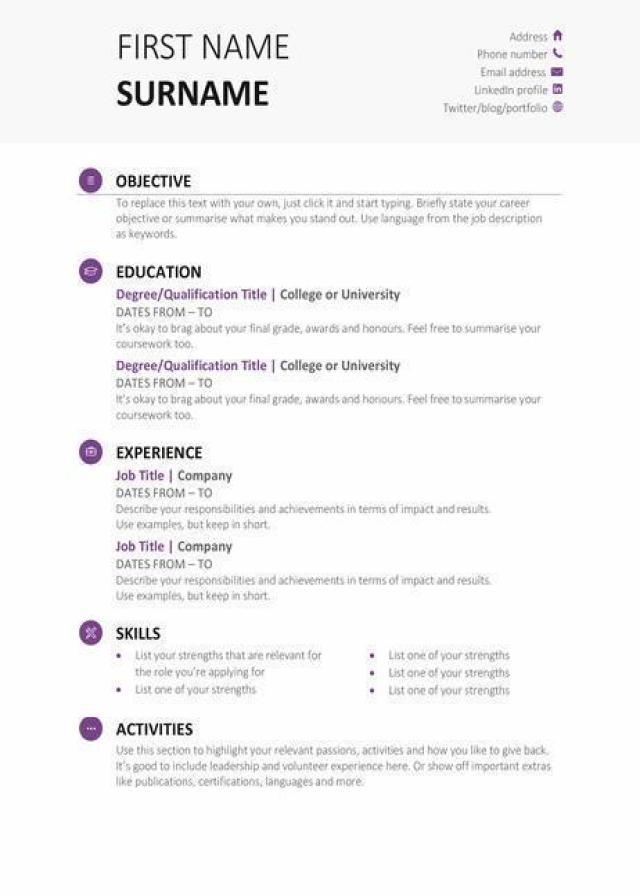 FIRST NAME
SURNAME
Address
Phone number
Email address
LinkedIn profile
Twitter/blog/portfolio
OBJECTIVE
To replace this text with your own, just click it and start typing. Briefly state your career
objective or summarise what makes you stand out. Use language from the job description
as keywords.
EDUCATION
Degree/Qualification Title | College or University
DATES FROM – TO
It's okay to brag about your final grade, awards and honours. Feel free to summarise your
coursework too.
Degree/Qualification Title | College or University
DATES FROM – TO
It's okay to brag about your final grade, awards and honours. Feel free to summarise your
coursework too.
EXPERIENCE
Job Title | Company
DATES FROM – TO
Describe your responsibilities and achievements in terms of impact and results.
Use examples, but keep in short.
Job Title | Company
DATES FROM – TO
Describe your responsibilities and achievements in terms of impact and results.
Use examples, but keep in short.
SKILLS
• List your strengths that are relevant for
the role you're applying for
• List one of your strengths
• List one of your strengths
• List one of your strengths
• List one of your strengths
ACTIVITIES
Use this section to highlight your relevant passions, activities and how you like to give back.
It's good to include leadership and volunteer experience here. Or show off important extras
like publications, certifications, languages and more.